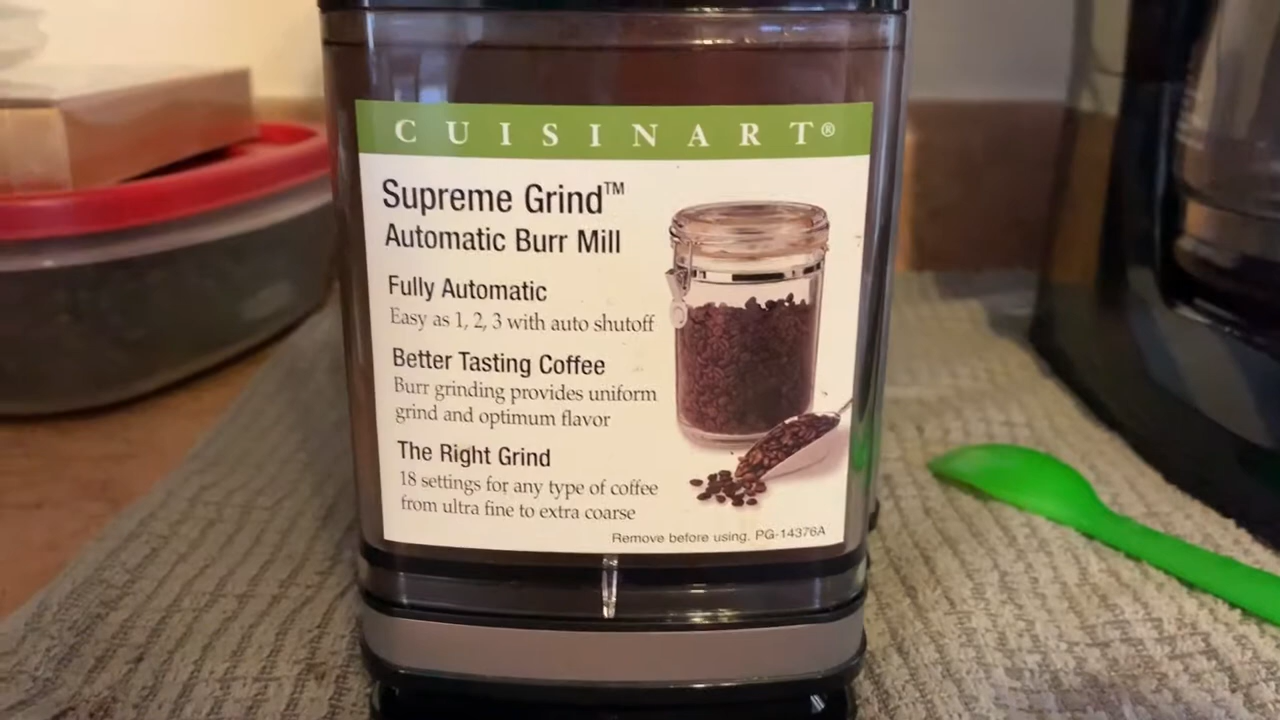 CUISINART®
Supreme Grind™
Automatic Burr Mill
Fully Automatic
Easy as 1, 2, 3 with auto shutoff
Better Tasting Coffee
Burr grinding provides uniform
grind and optimum flavor
The Right Grind
18 settings for any type of coffee
from ultra fine to extra coarse
Remove before using. PG-14376A